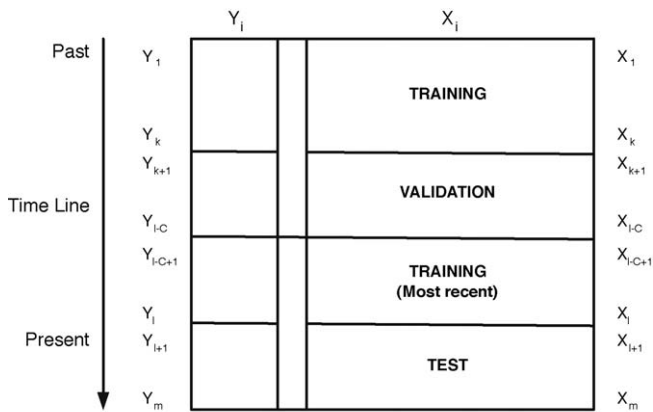 Yi Xi
Past Y1 X1
TRAINING
Yk Xk
Yk+1 Xk+1
VALIDATION
Time Line
Yl-C Xl-C
Yl-C+1 Xl-C+1
TRAINING
(Most recent)
Yl Xl
Present Yl+1 Xl+1
TEST
Ym Xm